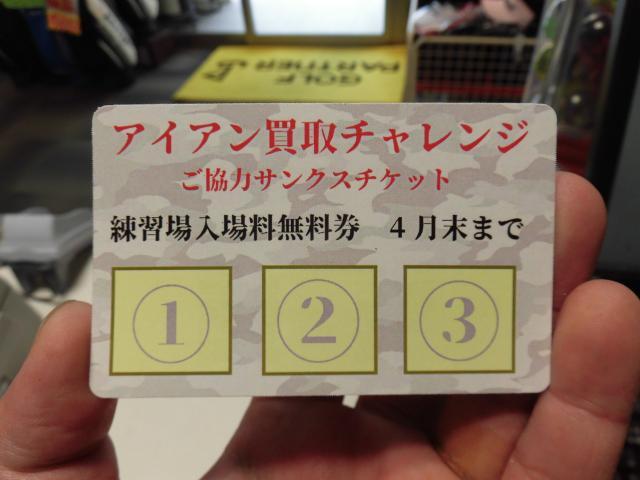 GOLF
PARTNER
アイアン買取チャレンジ
ご協力サンクスチケット
練習場入場料無料券　４月末まで
① ② ③